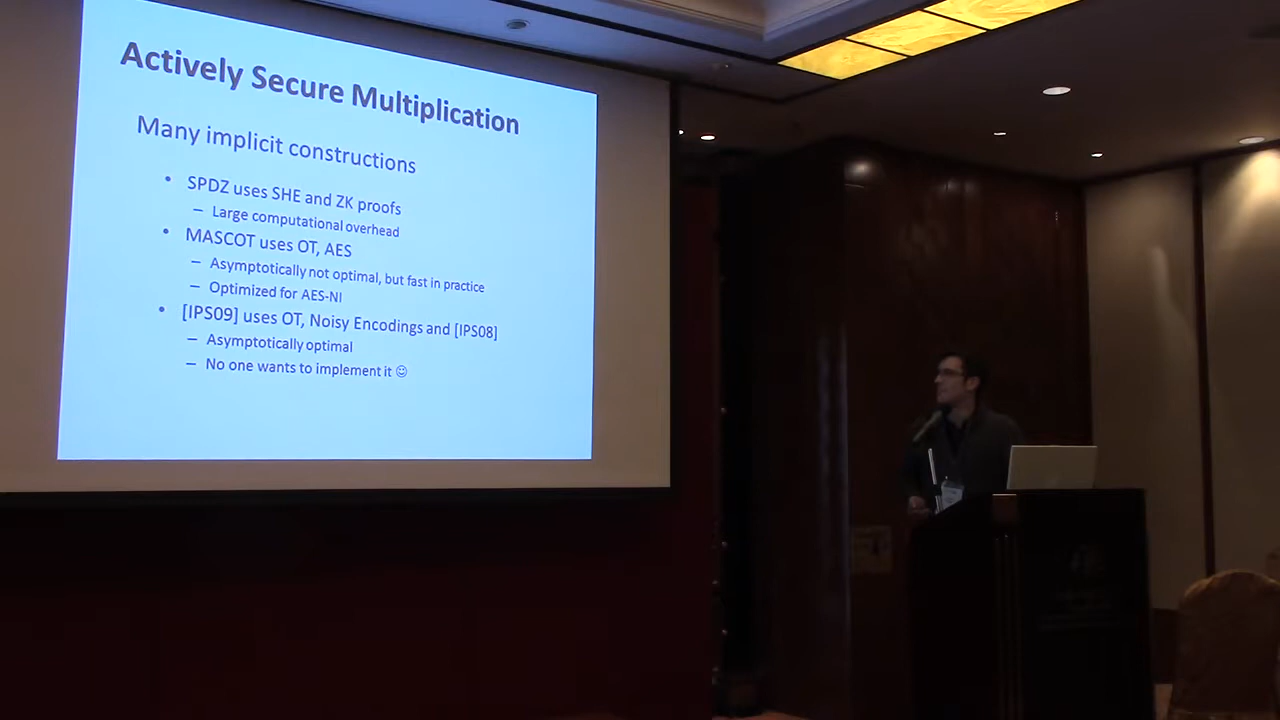 Actively Secure Multiplication
Many implicit constructions
• SPDZ uses SHE and ZK proofs
– Large computational overhead
• MASCOT uses OT, AES
– Asymptotically not optimal, but fast in practice
– Optimized for AES-NI
• [IPS09] uses OT, Noisy Encodings and [IPS08]
– Asymptotically optimal
– No one wants to implement it ☺